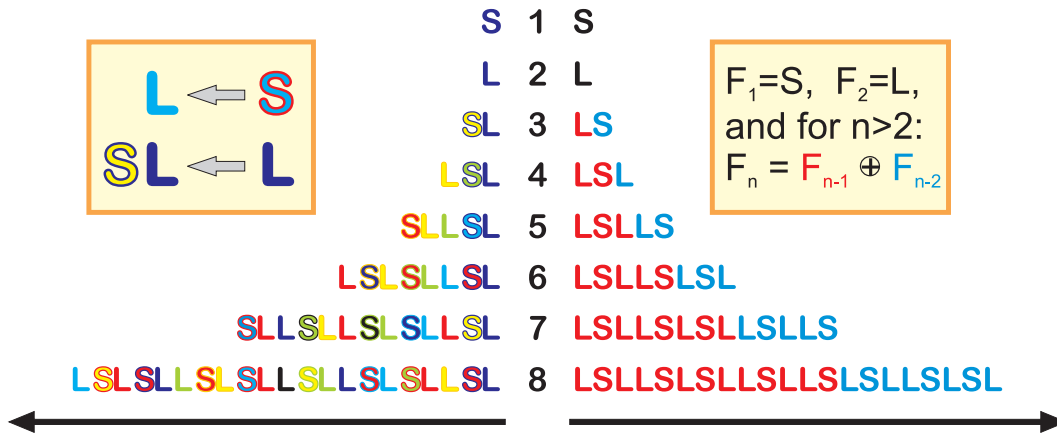 S 1 S
L 2 L
SL 3 LS
LSL 4 LSL
SLLSL 5 LSLLS
LSLSLLSL 6 LSLLSLSL
SLLSLLSLSLLSL 7 LSLLSLSLLSLLS
LSLSLLSLSLLSLLSLSLLSL 8 LSLLSLSLLSLLSLSLLSLSL
L S
SL L
F₁=S, F₂=L,
and for n>2:
Fₙ = Fₙ₋₁ ⊕ Fₙ₋₂